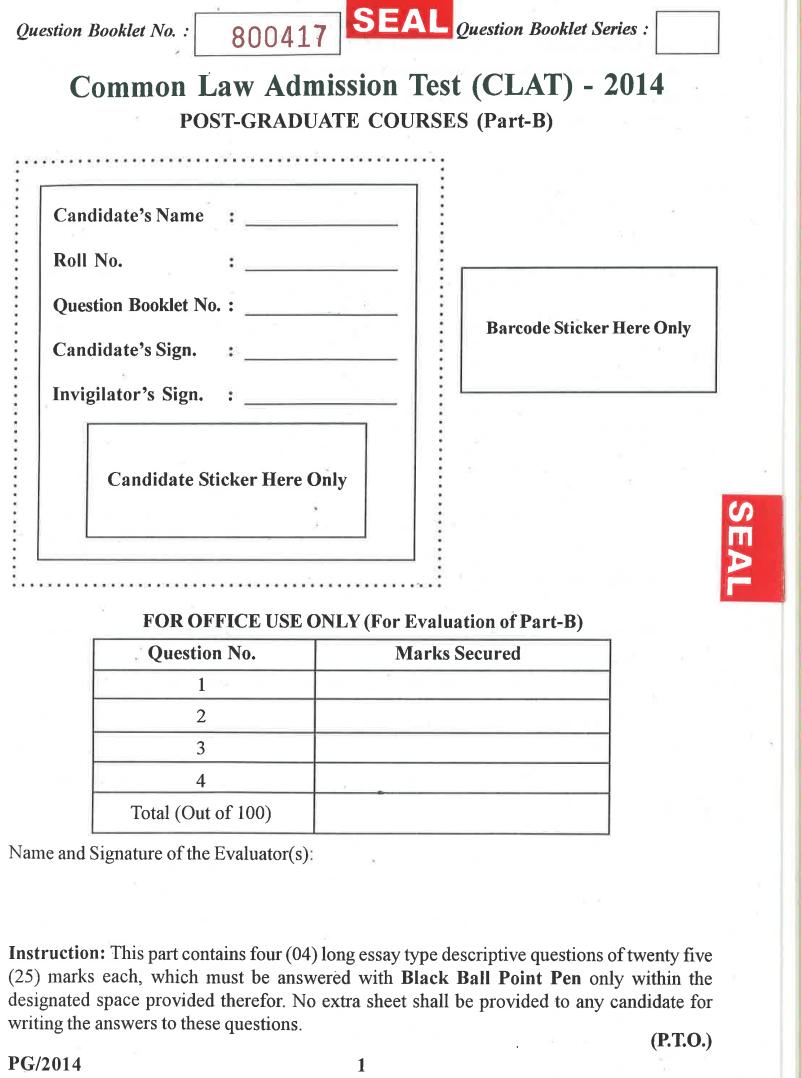 Question Booklet No. : 800417 SEAL Question Booklet Series :
Common Law Admission Test (CLAT) - 2014
POST-GRADUATE COURSES (Part-B)
Candidate's Name :
Roll No. :
Question Booklet No. :
Candidate's Sign. :
Invigilator's Sign. :
Candidate Sticker Here Only
Barcode Sticker Here Only
SEAL
FOR OFFICE USE ONLY (For Evaluation of Part-B)
Question No. Marks Secured
1
2
3
4
Total (Out of 100)
Name and Signature of the Evaluator(s):
Instruction: This part contains four (04) long essay type descriptive questions of twenty five
(25) marks each, which must be answered with Black Ball Point Pen only within the
designated space provided therefor. No extra sheet shall be provided to any candidate for
writing the answers to these questions.
(P.T.O.)
PG/2014 1